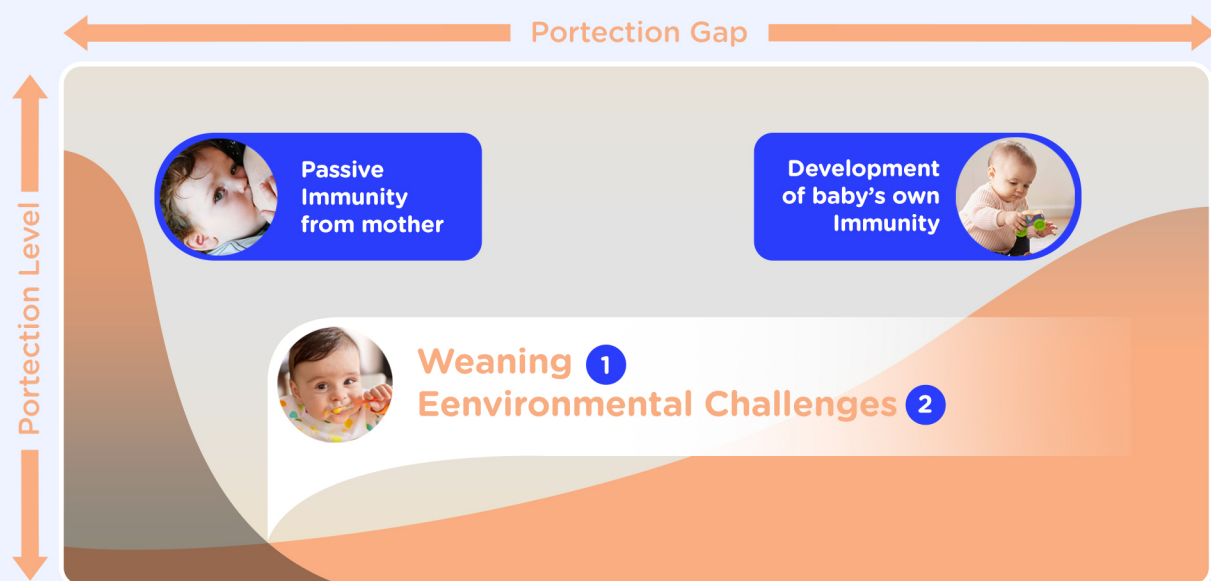 Portection Gap
Portection Level
Passive
Immunity
from mother
Development
of baby's own
Immunity
Weaning 1
Eenvironmental Challenges 2